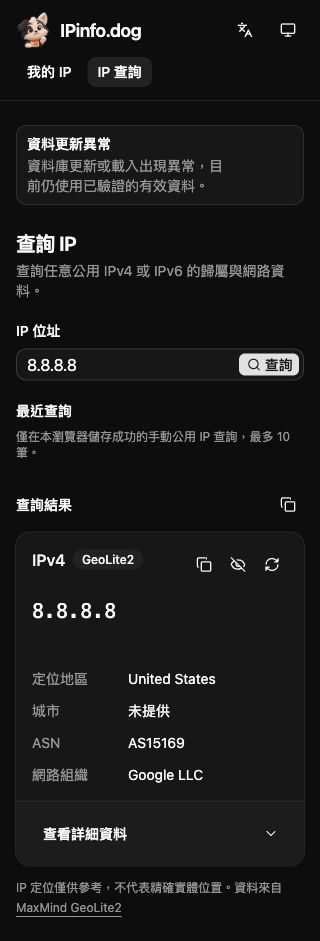 IPinfo.dog
我的 IP
IP 查詢
資料更新異常
資料庫更新或載入出現異常，目
前仍使用已驗證的有效資料。
查詢 IP
查詢任意公用 IPv4 或 IPv6 的歸屬與網路資
料。
IP 位址
8.8.8.8
查詢
最近查詢
僅在本瀏覽器儲存成功的手動公用 IP 查詢，最多 10
筆。
查詢結果
IPv4 GeoLite2
8.8.8.8
定位地區 United States
城市 未提供
ASN AS15169
網路組織 Google LLC
查看詳細資料
IP 定位僅供參考，不代表精確實體位置。資料來自
MaxMind GeoLite2